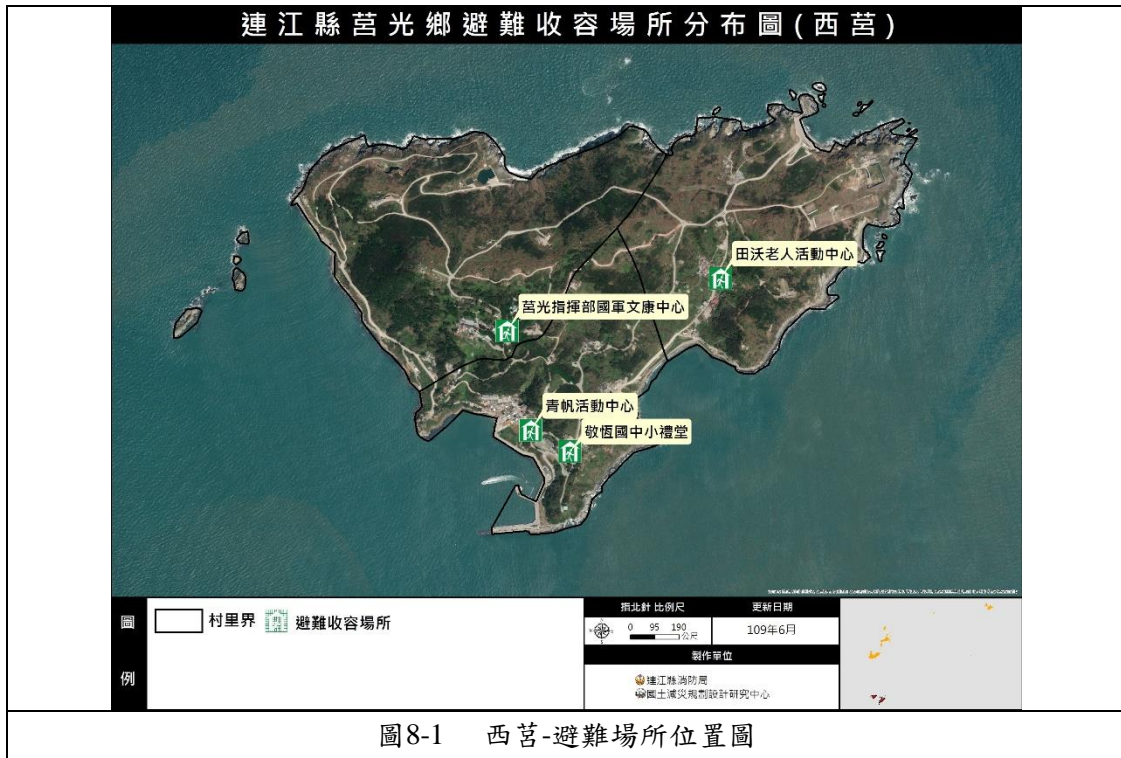 連江縣莒光鄉避難收容場所分布圖(西莒)
田沃老人活動中心
莒光指揮部國軍文康中心
青帆活動中心
敬恆國中小禮堂
圖例
村里界
避難收容場所
指北針 比例尺
更新日期
0 95 190
公尺
109年6月
製作單位
連江縣消防局
國土減災規劃設計研究中心
圖8-1 西莒-避難場所位置圖